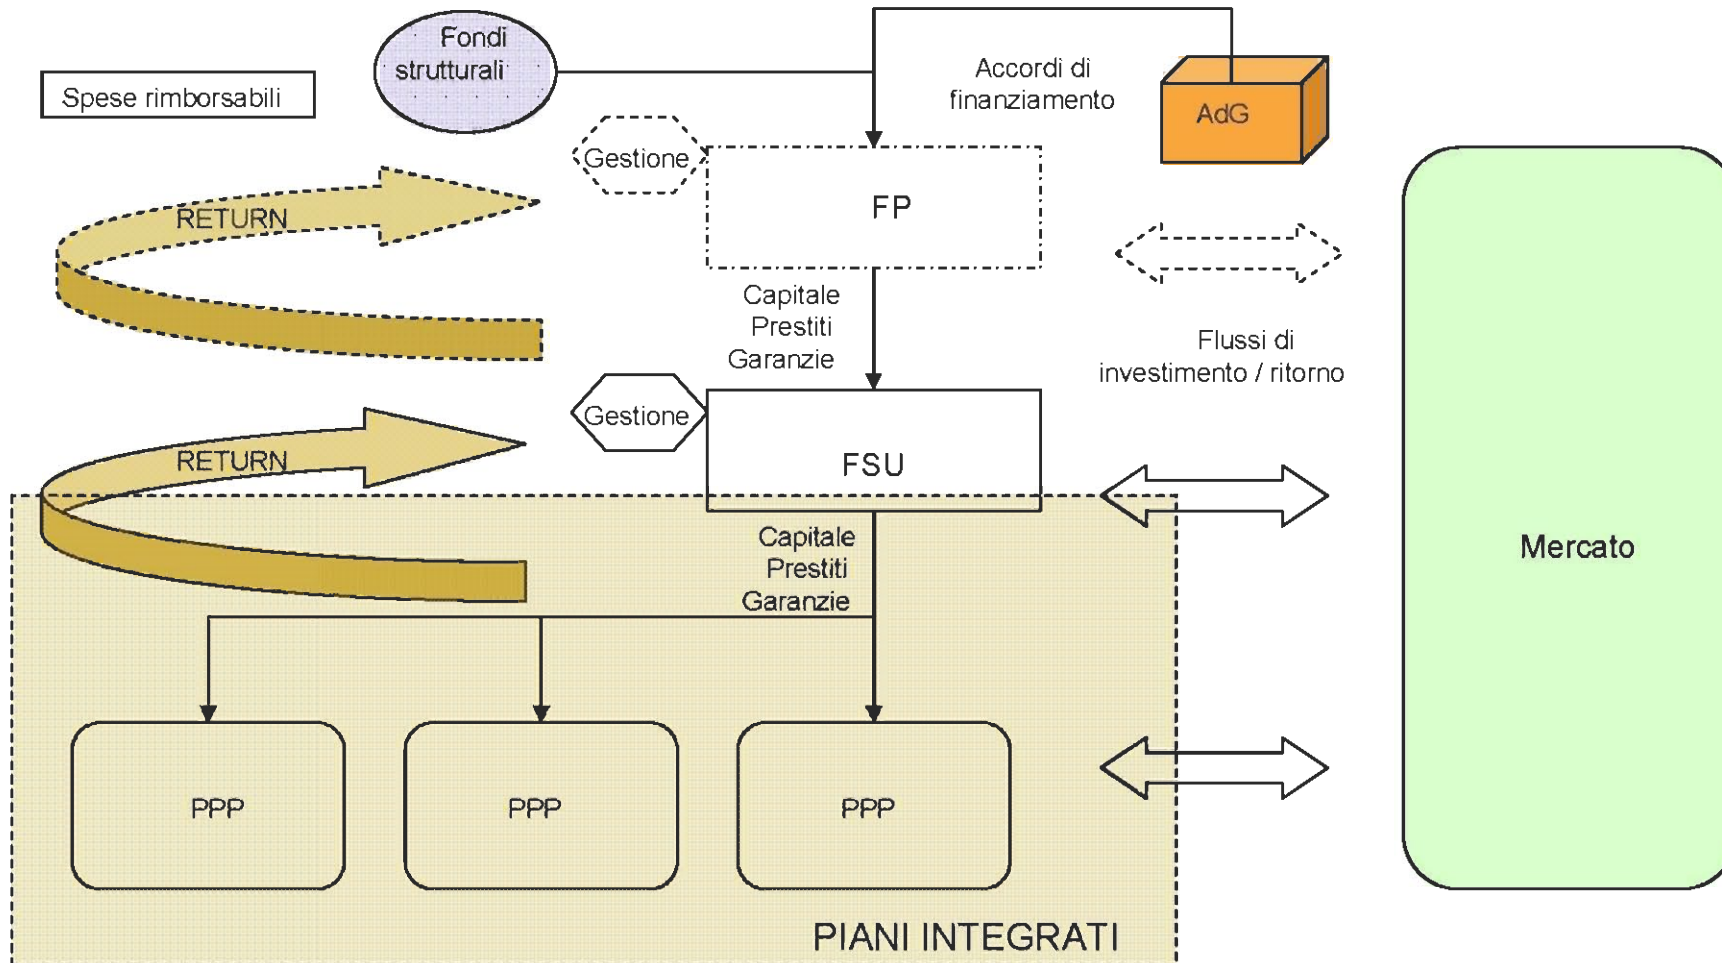 Fondi
strutturali
Spese rimborsabili
Accordi di
finanziamento
AdG
Gestione
FP
RETURN
Capitale
Prestiti
Garanzie
Flussi di
investimento / ritorno
Gestione
FSU
RETURN
Mercato
Capitale
Prestiti
Garanzie
PPP
PPP
PPP
PIANI INTEGRATI